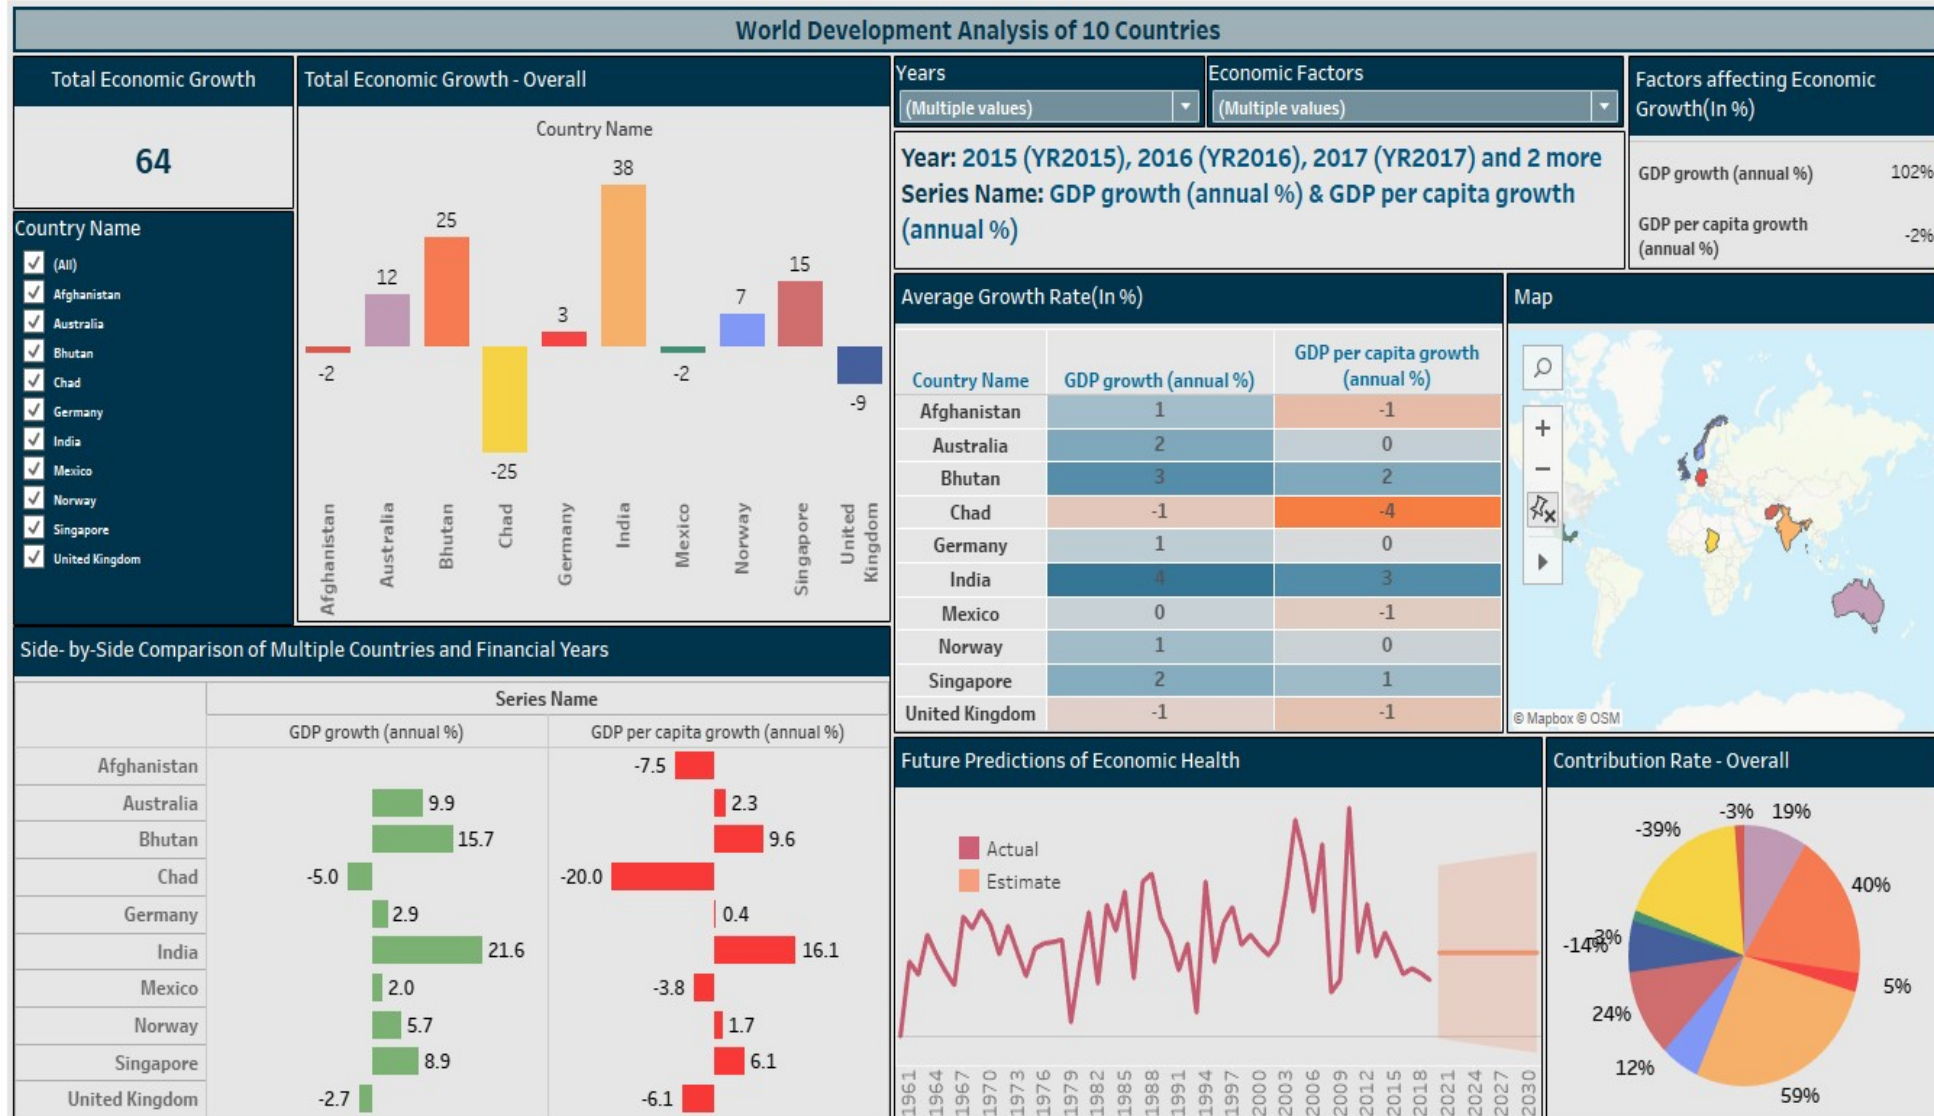 World Development Analysis of 10 Countries
Total Economic Growth
64
Country Name
(All)
Afghanistan
Australia
Bhutan
Chad
Germany
India
Mexico
Norway
Singapore
United Kingdom
Total Economic Growth - Overall
Country Name
38
25
12
15
3
7
-2
-2
-9
-25
Afghanistan
Australia
Bhutan
Chad
Germany
India
Mexico
Norway
Singapore
United
Kingdom
Years
(Multiple values)
Economic Factors
(Multiple values)
Year: 2015 (YR2015), 2016 (YR2016), 2017 (YR2017) and 2 more
Series Name: GDP growth (annual %) & GDP per capita growth
(annual %)
Factors affecting Economic
Growth(In %)
GDP growth (annual %) 102%
GDP per capita growth
(annual %) -2%
Average Growth Rate(In %)
GDP per capita growth
Country Name GDP growth (annual %) (annual %)
Afghanistan 1 -1
Australia 2 0
Bhutan 3 2
Chad -1 -4
Germany 1 0
India 4 3
Mexico 0 -1
Norway 1 0
Singapore 2 1
United Kingdom -1 -1
Map
© Mapbox © OSM
Side- by-Side Comparison of Multiple Countries and Financial Years
Series Name
GDP growth (annual %) GDP per capita growth (annual %)
Afghanistan -7.5
Australia 9.9 2.3
Bhutan 15.7 9.6
Chad -5.0 -20.0
Germany 2.9 0.4
India 21.6 16.1
Mexico 2.0 -3.8
Norway 5.7 1.7
Singapore 8.9 6.1
United Kingdom -2.7 -6.1
Future Predictions of Economic Health
Actual
Estimate
1961
1964
1967
1970
1973
1976
1979
1982
1985
1988
1991
1994
1997
2000
2003
2006
2009
2012
2015
2018
2021
2024
2027
2030
Contribution Rate - Overall
-3% 19%
-39%
40%
-3%
-14%
5%
24%
12%
59%